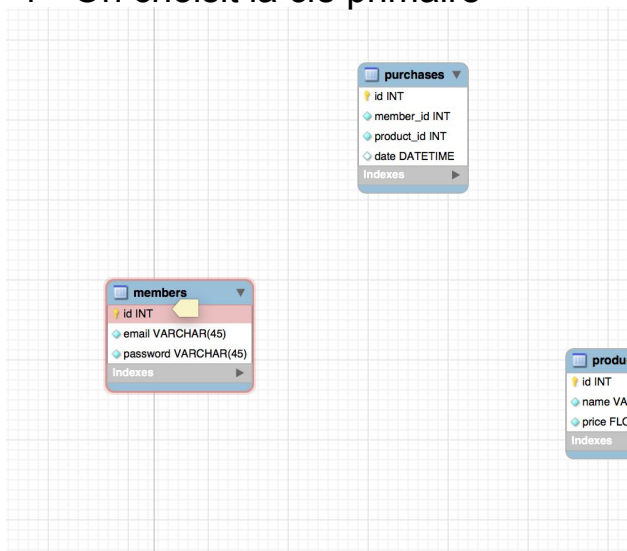 On choisit la clé primaire
purchases
id INT
member_id INT
product_id INT
date DATETIME
Indexes
members
id INT
email VARCHAR(45)
password VARCHAR(45)
Indexes
produ
id INT
name VA
price FLO
Indexes